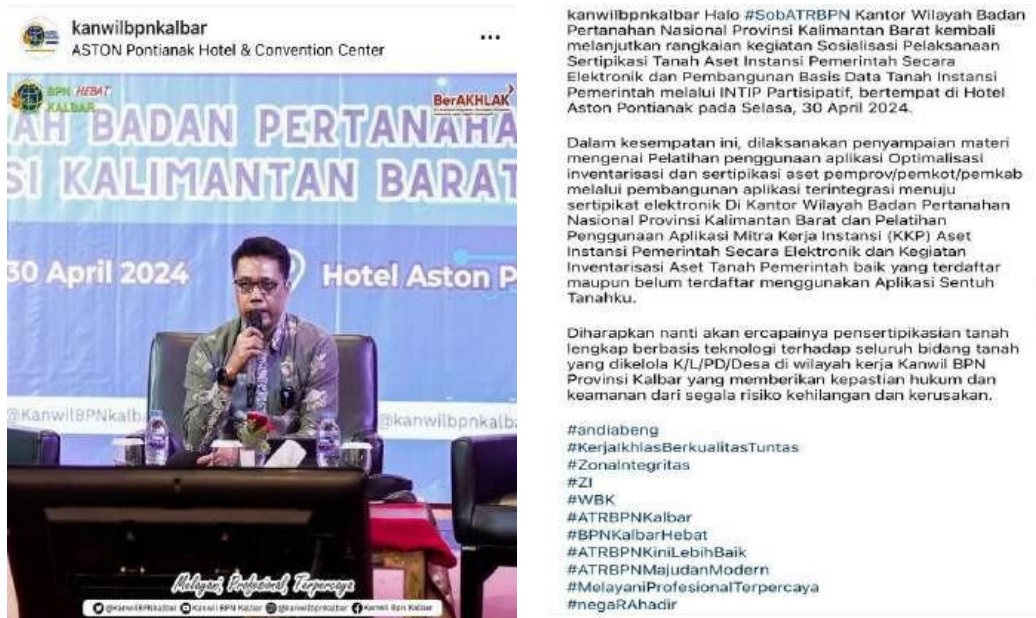 kanwilbpnkalbar
ASTON Pontianak Hotel & Convention Center
BPN HEBAT
KALBAR
BerAKHLAK
AH BADAN PERTANAHA
SI KALIMANTAN BARAT
30 April 2024
Hotel Aston P
@KanwilBPNkalba
@kanwilbpnkalba
Melayani, Profesional, Terpercaya
@KanwilBPNkalbar Kanwil BPN Kalbar @kanwilbpnkalbar Kanwil Bpn Kalbar
kanwilbpnkalbar Halo #SobATRBPN Kantor Wilayah Badan
Pertanahan Nasional Provinsi Kalimantan Barat kembali
melanjutkan rangkaian kegiatan Sosialisasi Pelaksanaan
Sertipikasi Tanah Aset Instansi Pemerintah Secara
Elektronik dan Pembangunan Basis Data Tanah Instansi
Pemerintah melalui INTIP Partisipatif, bertempat di Hotel
Aston Pontianak pada Selasa, 30 April 2024.
Dalam kesempatan ini, dilaksanakan penyampaian materi
mengenai Pelatihan penggunaan aplikasi Optimalisasi
inventarisasi dan sertipikasi aset pemprov/pemkot/pemkab
melalui pembangunan aplikasi terintegrasi menuju
sertipikat elektronik Di Kantor Wilayah Badan Pertanahan
Nasional Provinsi Kalimantan Barat dan Pelatihan
Penggunaan Aplikasi Mitra Kerja Instansi (KKP) Aset
Instansi Pemerintah Secara Elektronik dan Kegiatan
Inventarisasi Aset Tanah Pemerintah baik yang terdaftar
maupun belum terdaftar menggunakan Aplikasi Sentuh
Tanahku.
Diharapkan nanti akan ercapainya pensertipikasian tanah
lengkap berbasis teknologi terhadap seluruh bidang tanah
yang dikelola K/L/PD/Desa di wilayah kerja Kanwil BPN
Provinsi Kalbar yang memberikan kepastian hukum dan
keamanan dari segala risiko kehilangan dan kerusakan.
#andiabeng
#KerjaIkhlasBerkualitasTuntas
#ZonaIntegritas
#ZI
#WBK
#ATRBPNKalbar
#BPNKalbarHebat
#ATRBPNKiniLebihBaik
#ATRBPNMajudanModern
#MelayaniProfesionalTerpercaya
#negaRAhadir